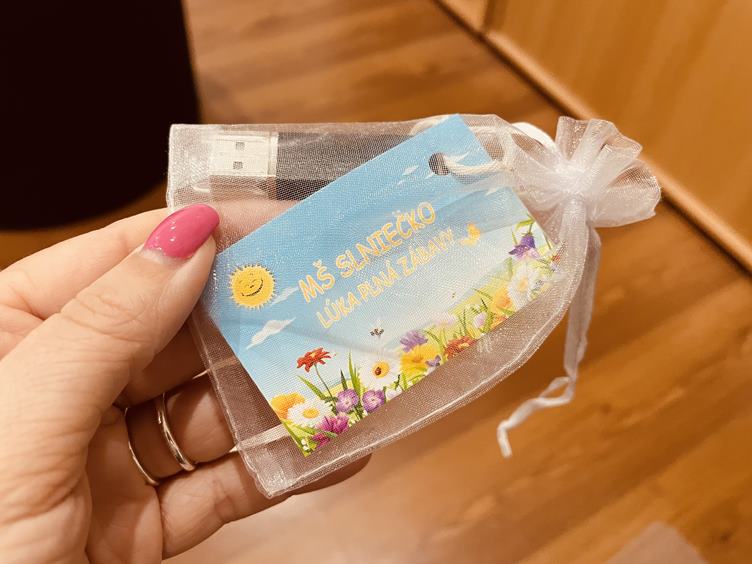 MŠ SLNIEČKO
LÚKA PLNÁ ZÁBAVY